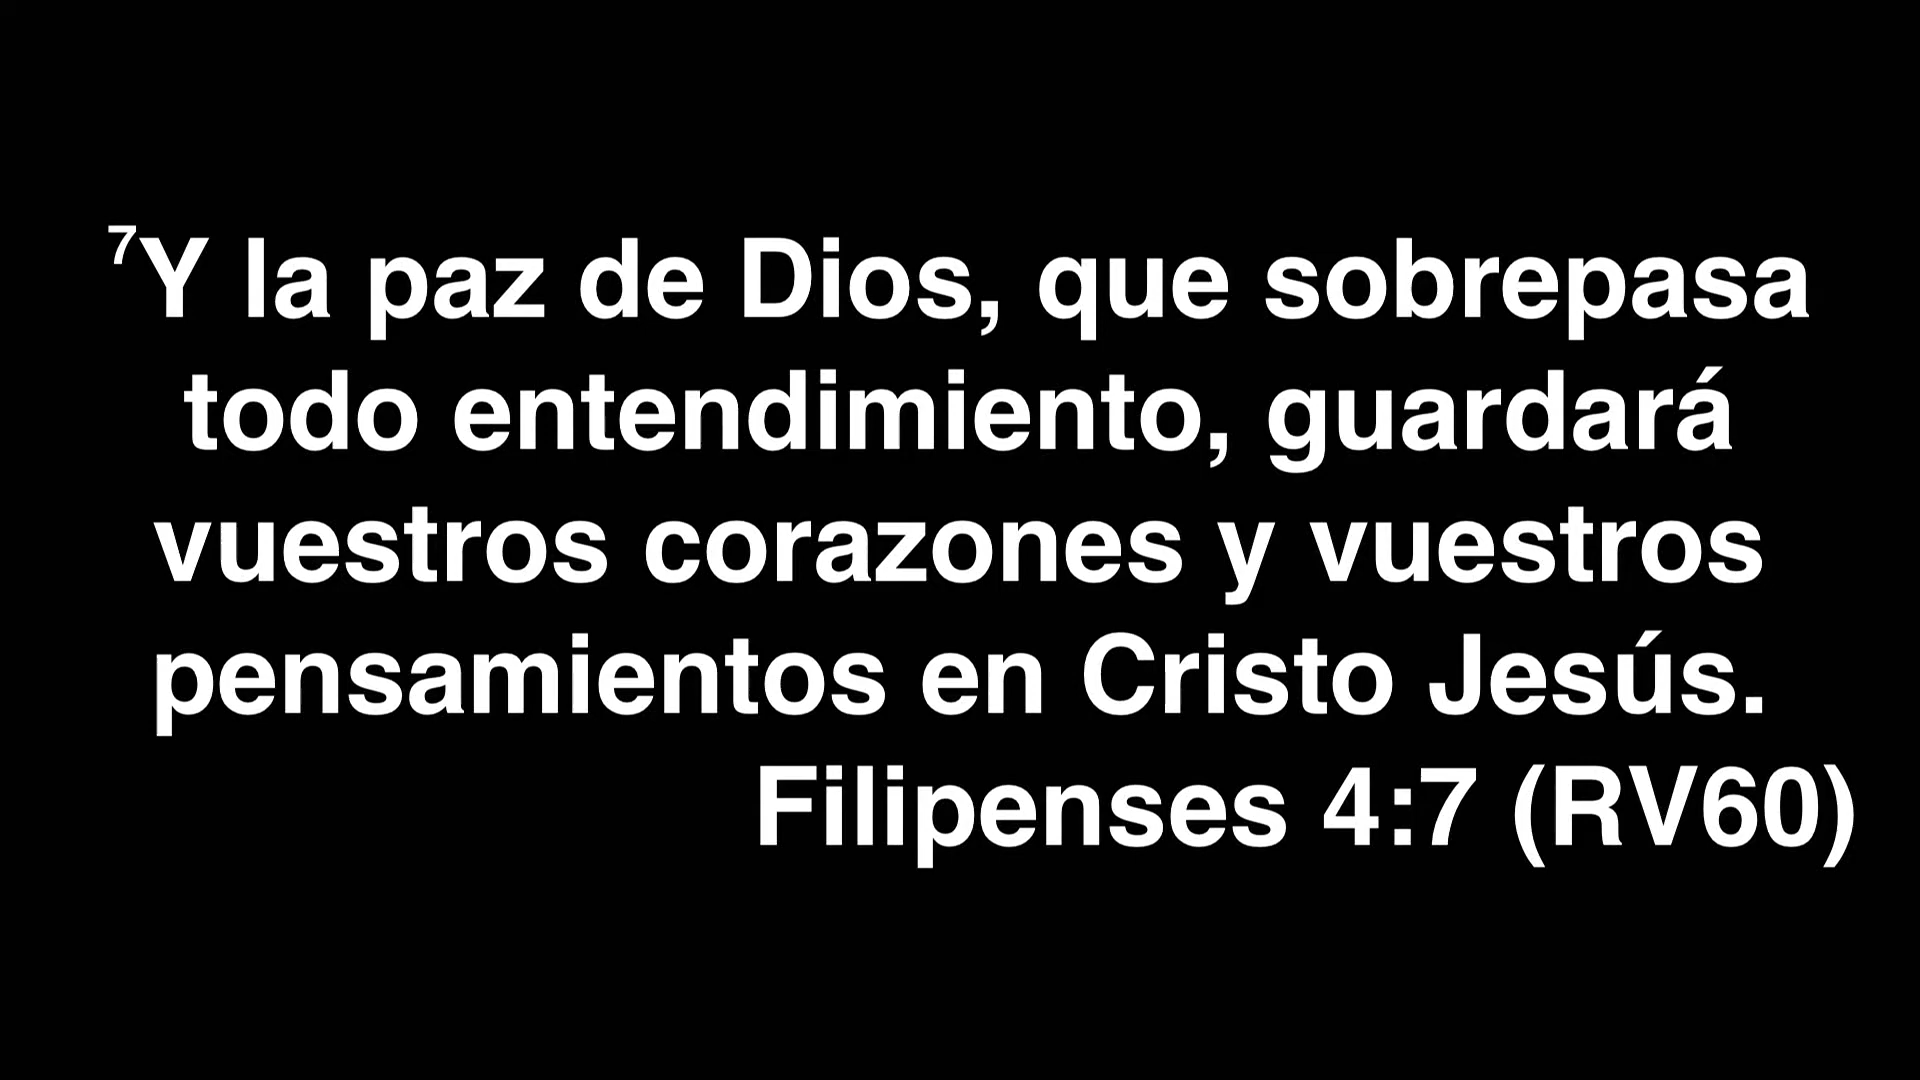 ⁷Y la paz de Dios, que sobrepasa
todo entendimiento, guardará
vuestros corazones y vuestros
pensamientos en Cristo Jesús.
Filipenses 4:7 (RV60)